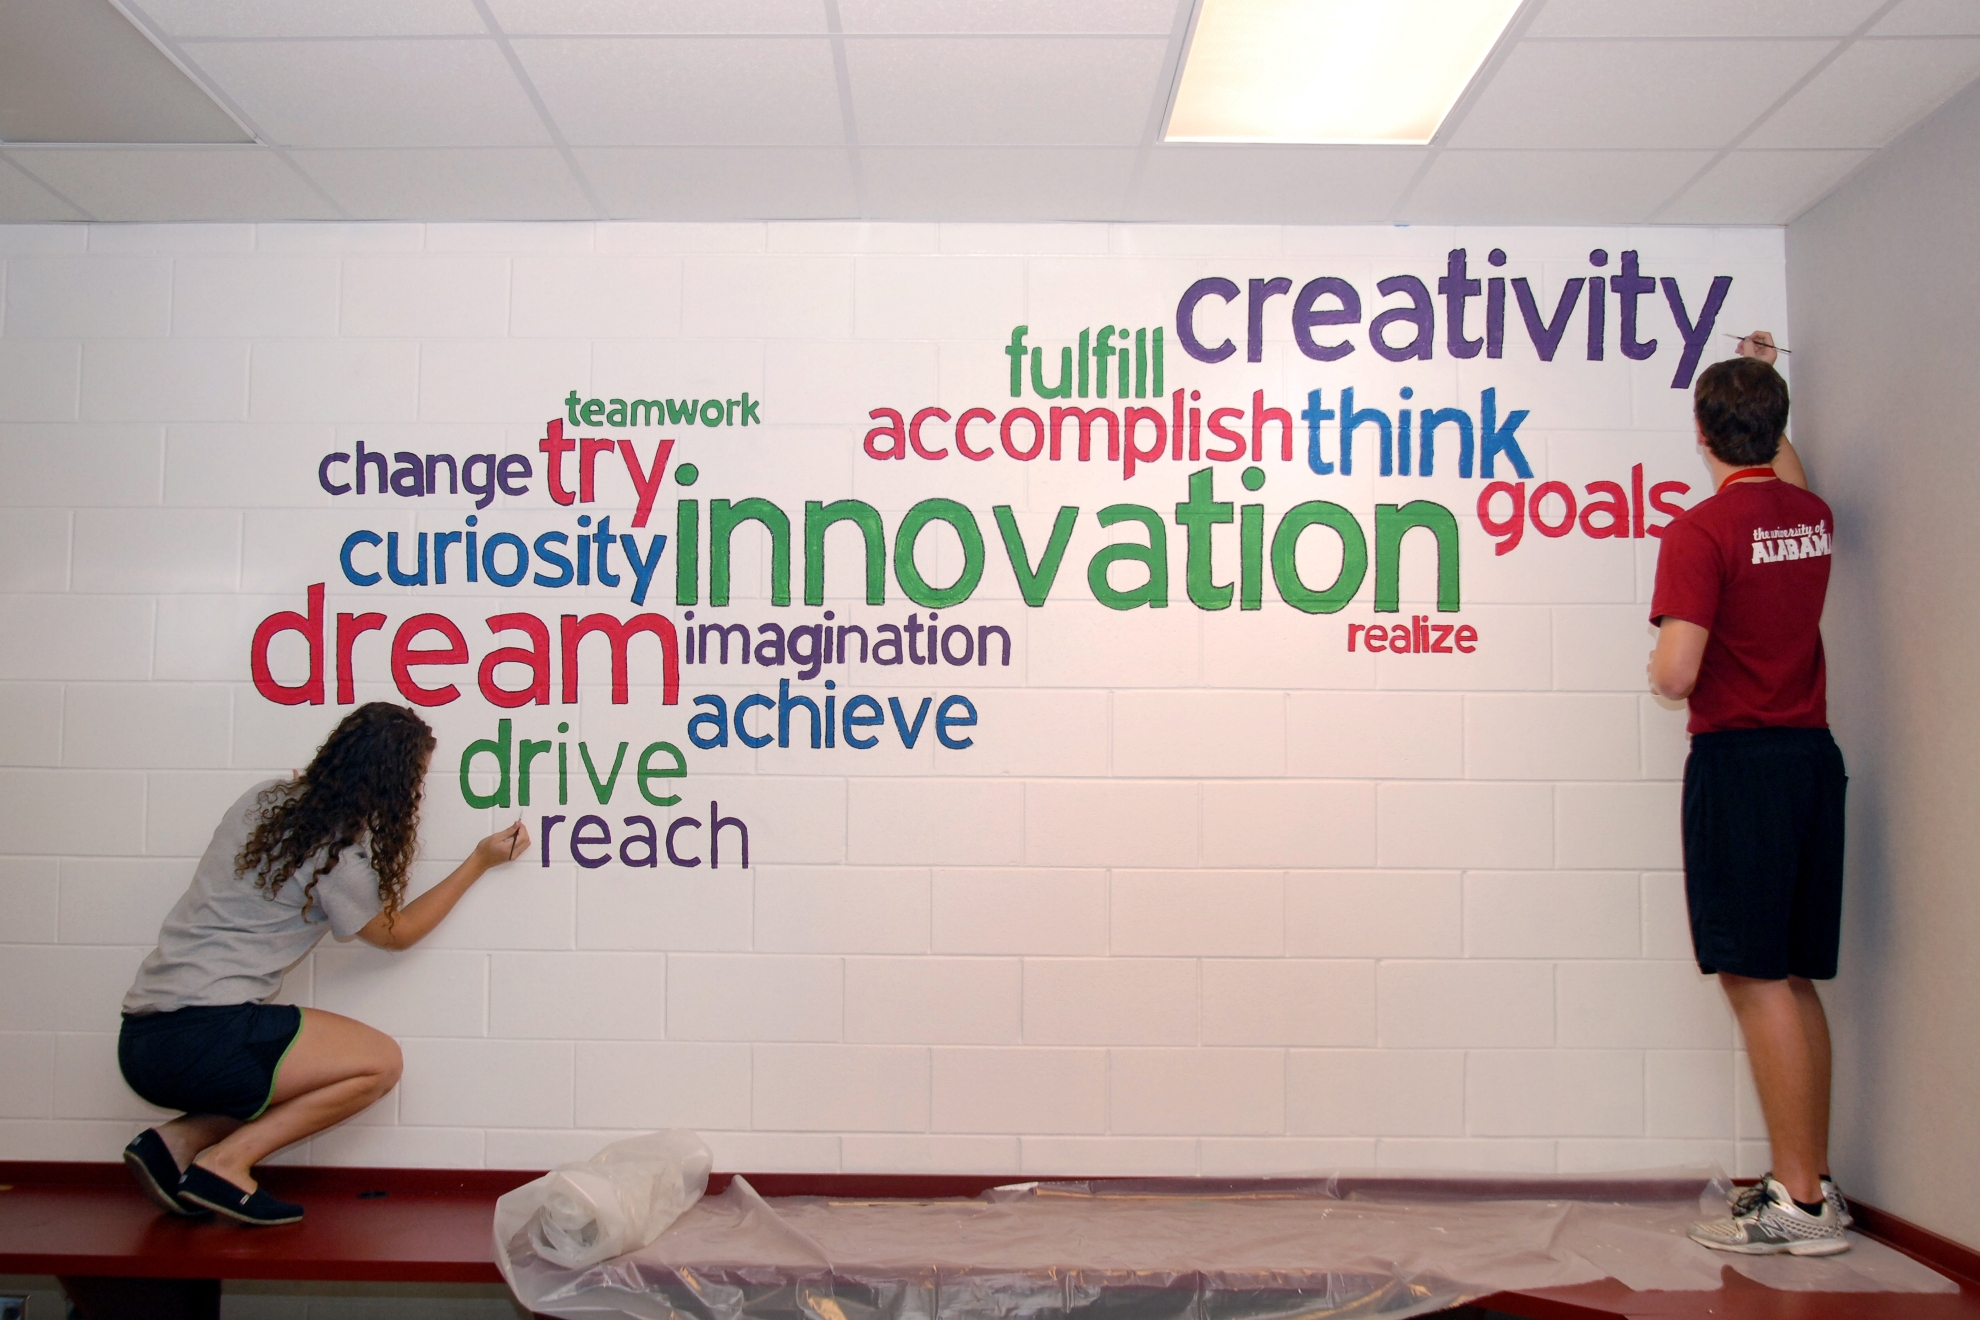 creativity
fulfill
teamwork
accomplish think
change try
goals
innovation
curiosity
dream imagination
realize
achieve
drive
reach
the university of
ALABAMA